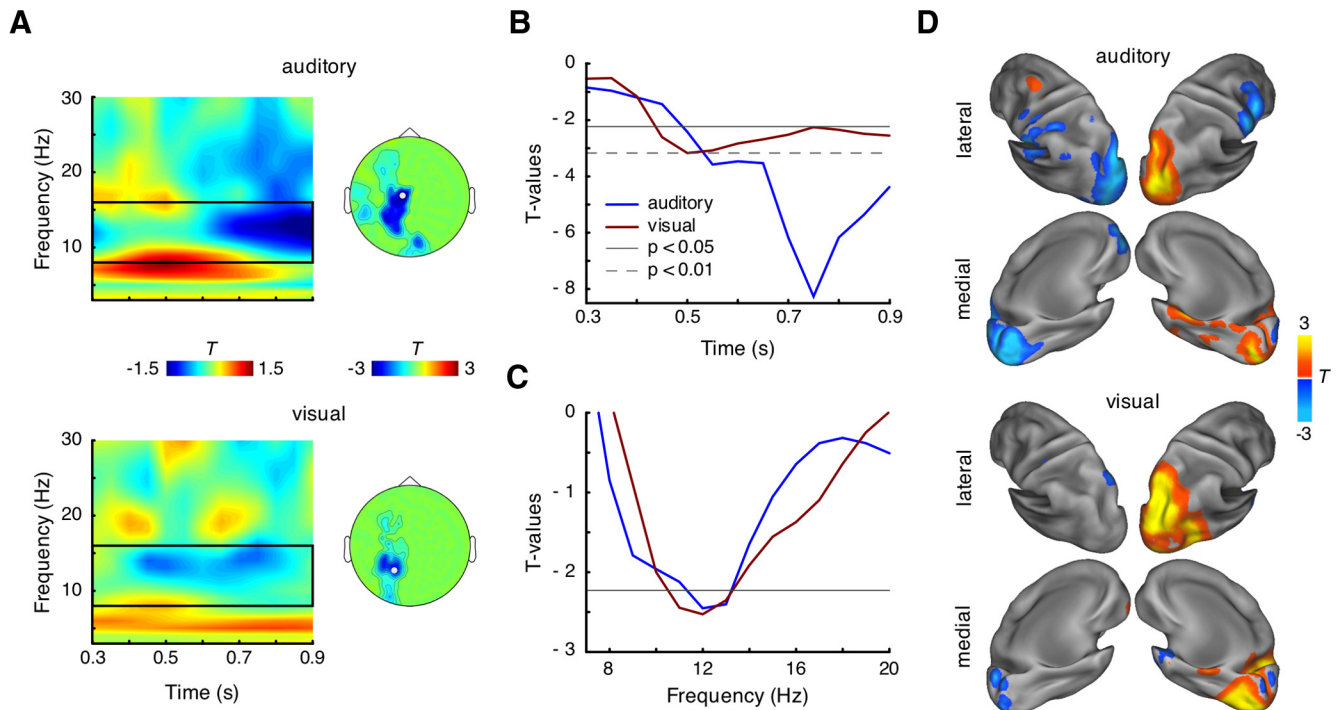 A
auditory
30
20
10
Frequency (Hz)
T
-1.5
1.5
T
-3
3
visual
30
20
10
Frequency (Hz)
0.3
0.5
0.7
0.9
Time (s)
B
0
- 2
- 4
- 6
- 8
T-values
auditory
visual
p < 0.05
p < 0.01
0.3
0.5
0.7
0.9
Time (s)
C
0
- 1
- 2
- 3
T-values
8
12
16
20
Frequency (Hz)
D
auditory
lateral
medial
3
T
-3
visual
lateral
medial